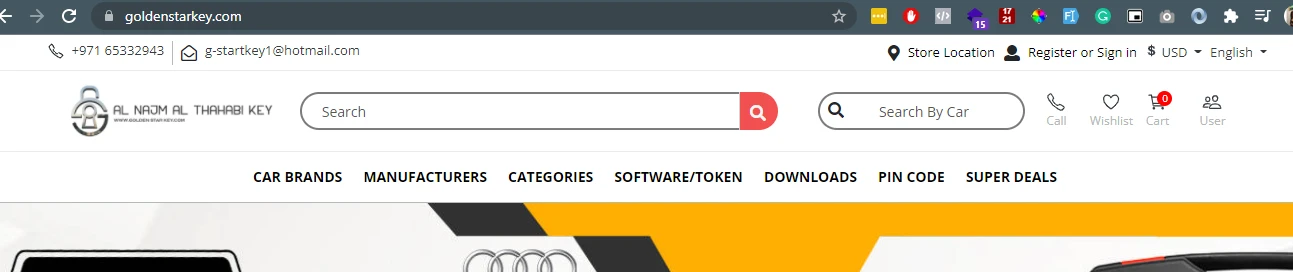 goldenstarkey.com
15
17
21
+971 65332943
g-startkey1@hotmail.com
Store Location
Register or Sign in
$ USD
English
AL NAJM AL THAHABI KEY
WWW.GOLDEN STAR-KEY.COM
Search
Search By Car
Call
Wishlist
0
Cart
User
CAR BRANDS
MANUFACTURERS
CATEGORIES
SOFTWARE/TOKEN
DOWNLOADS
PIN CODE
SUPER DEALS